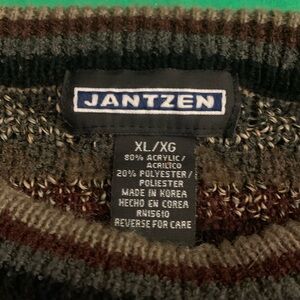 JANTZEN
XL/XG
80% ACRYLIC/
ACRILICO
20% POLYESTER/
POLIESTER
MADE IN KOREA
HECHO EN COREA
RN15610
REVERSE FOR CARE